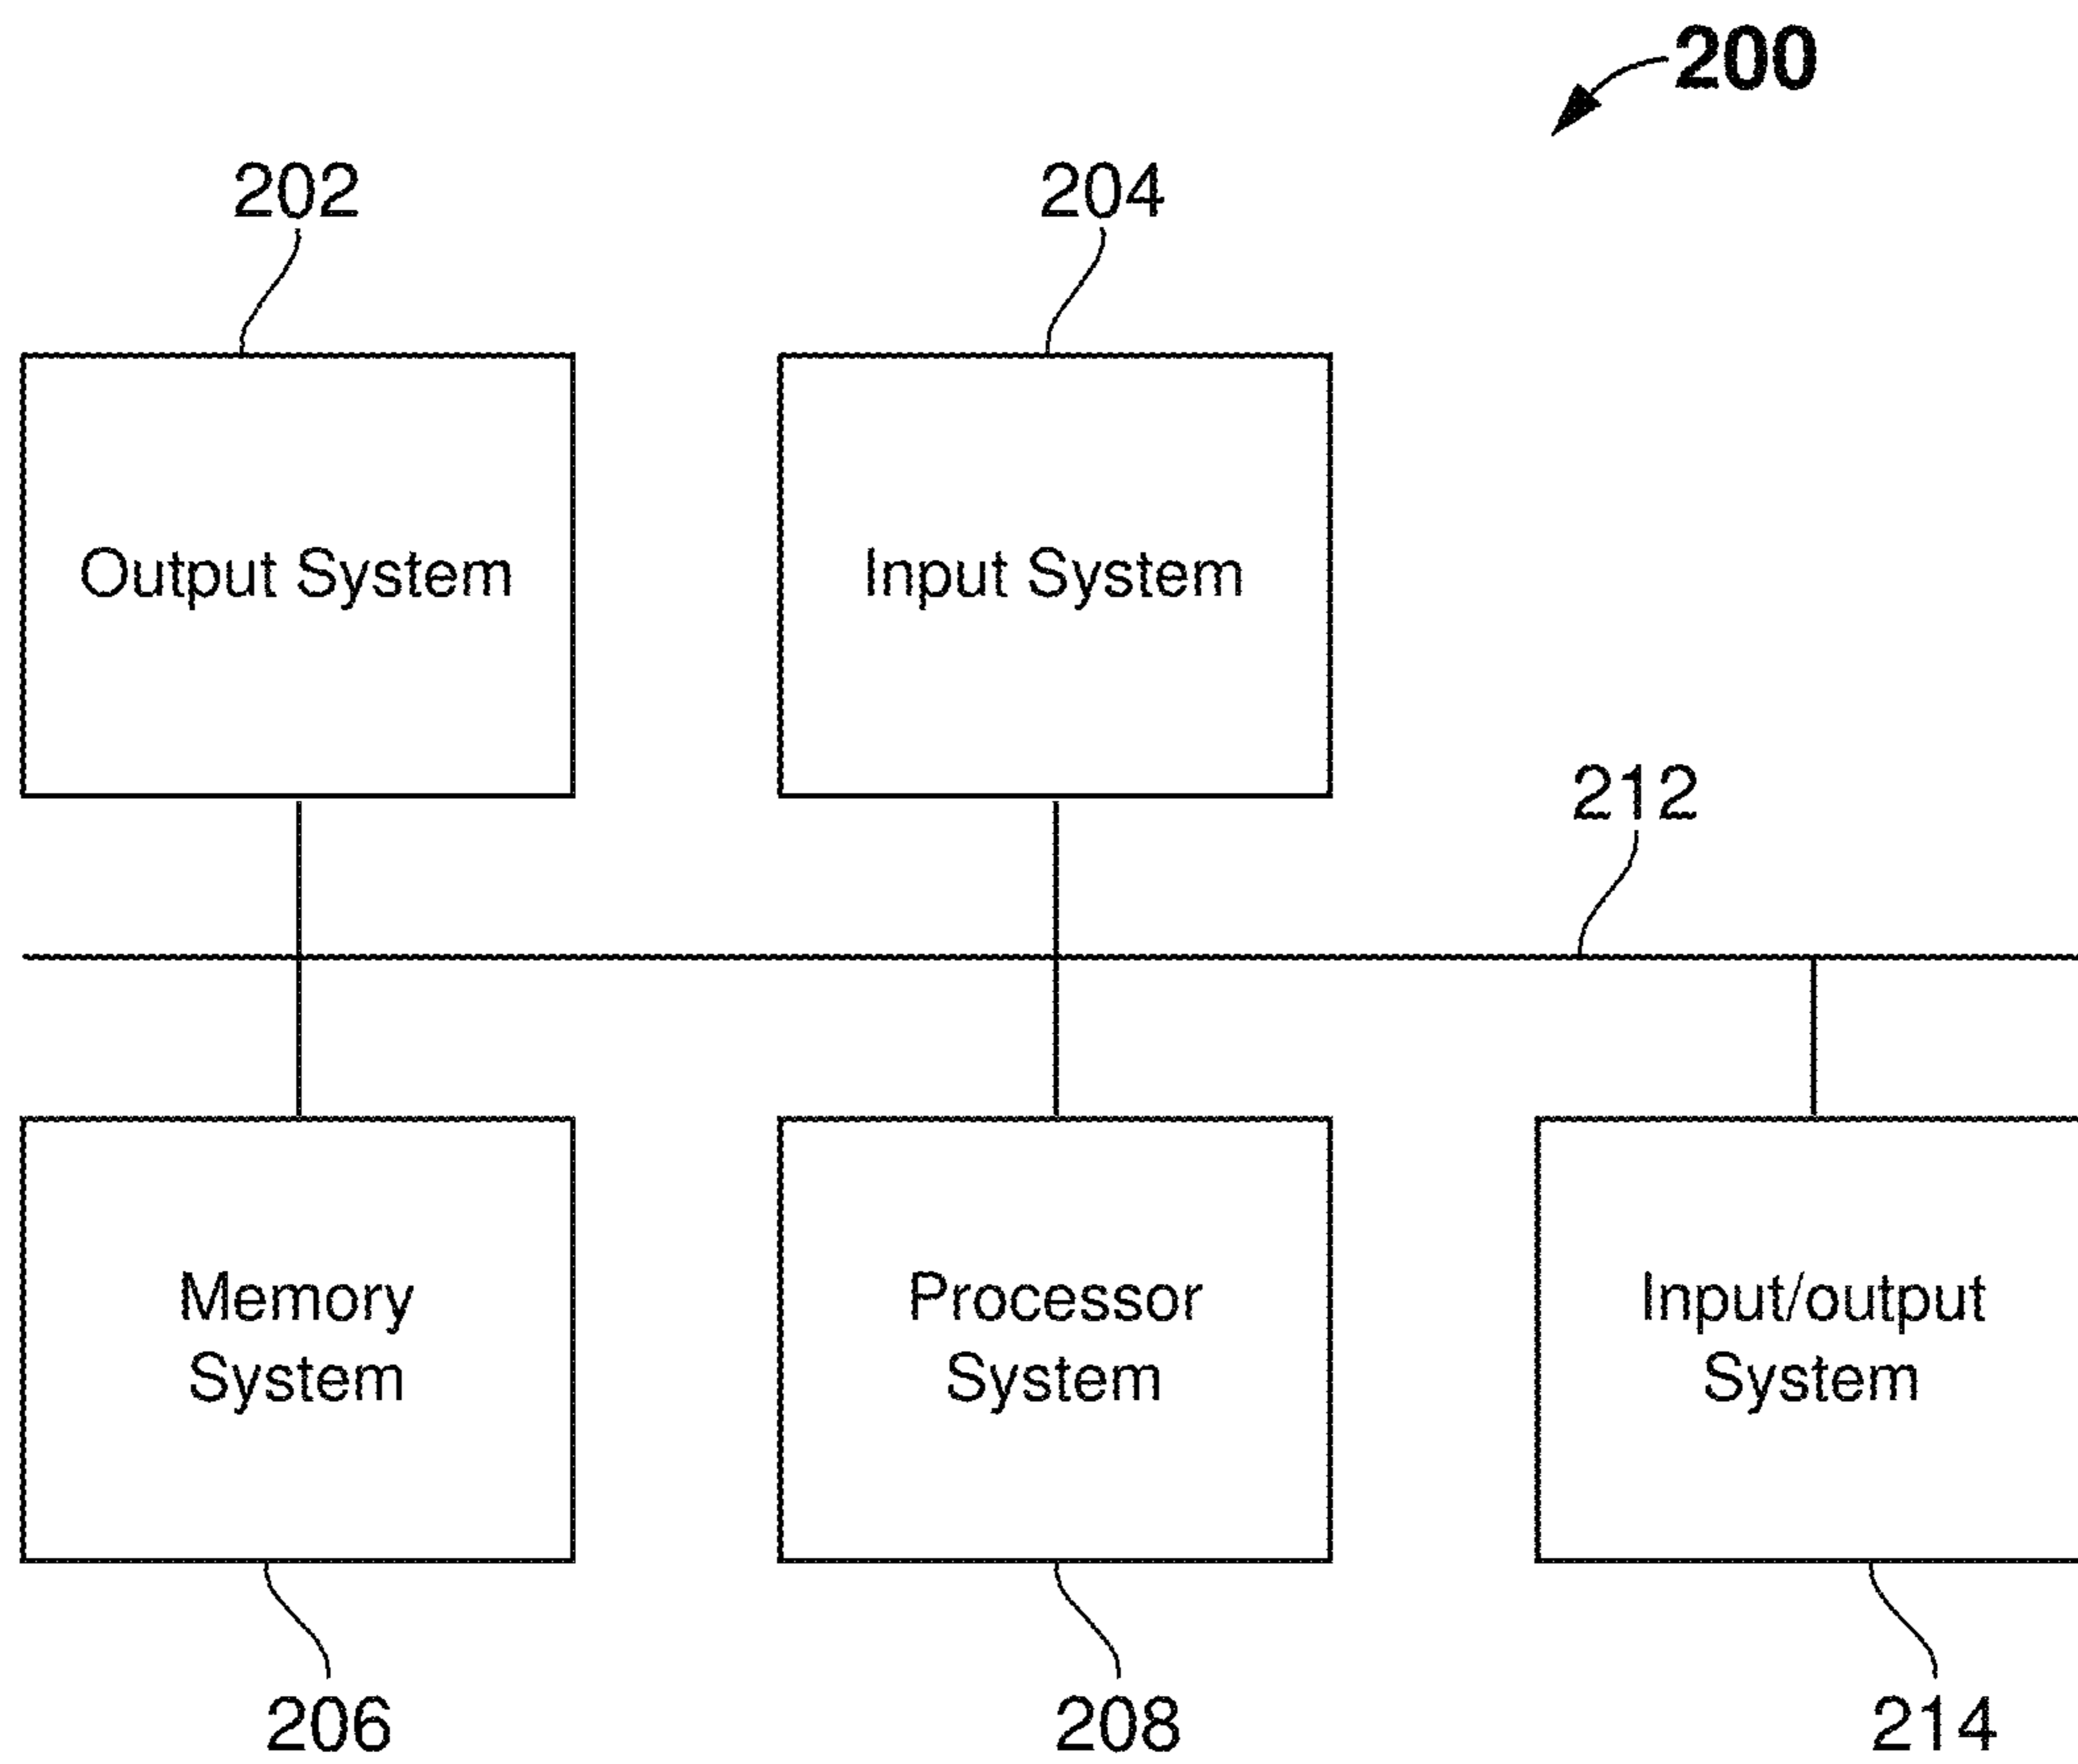 200
202
204
Output System
Input System
212
Memory
System
Processor
System
Input/output
System
206
208
214